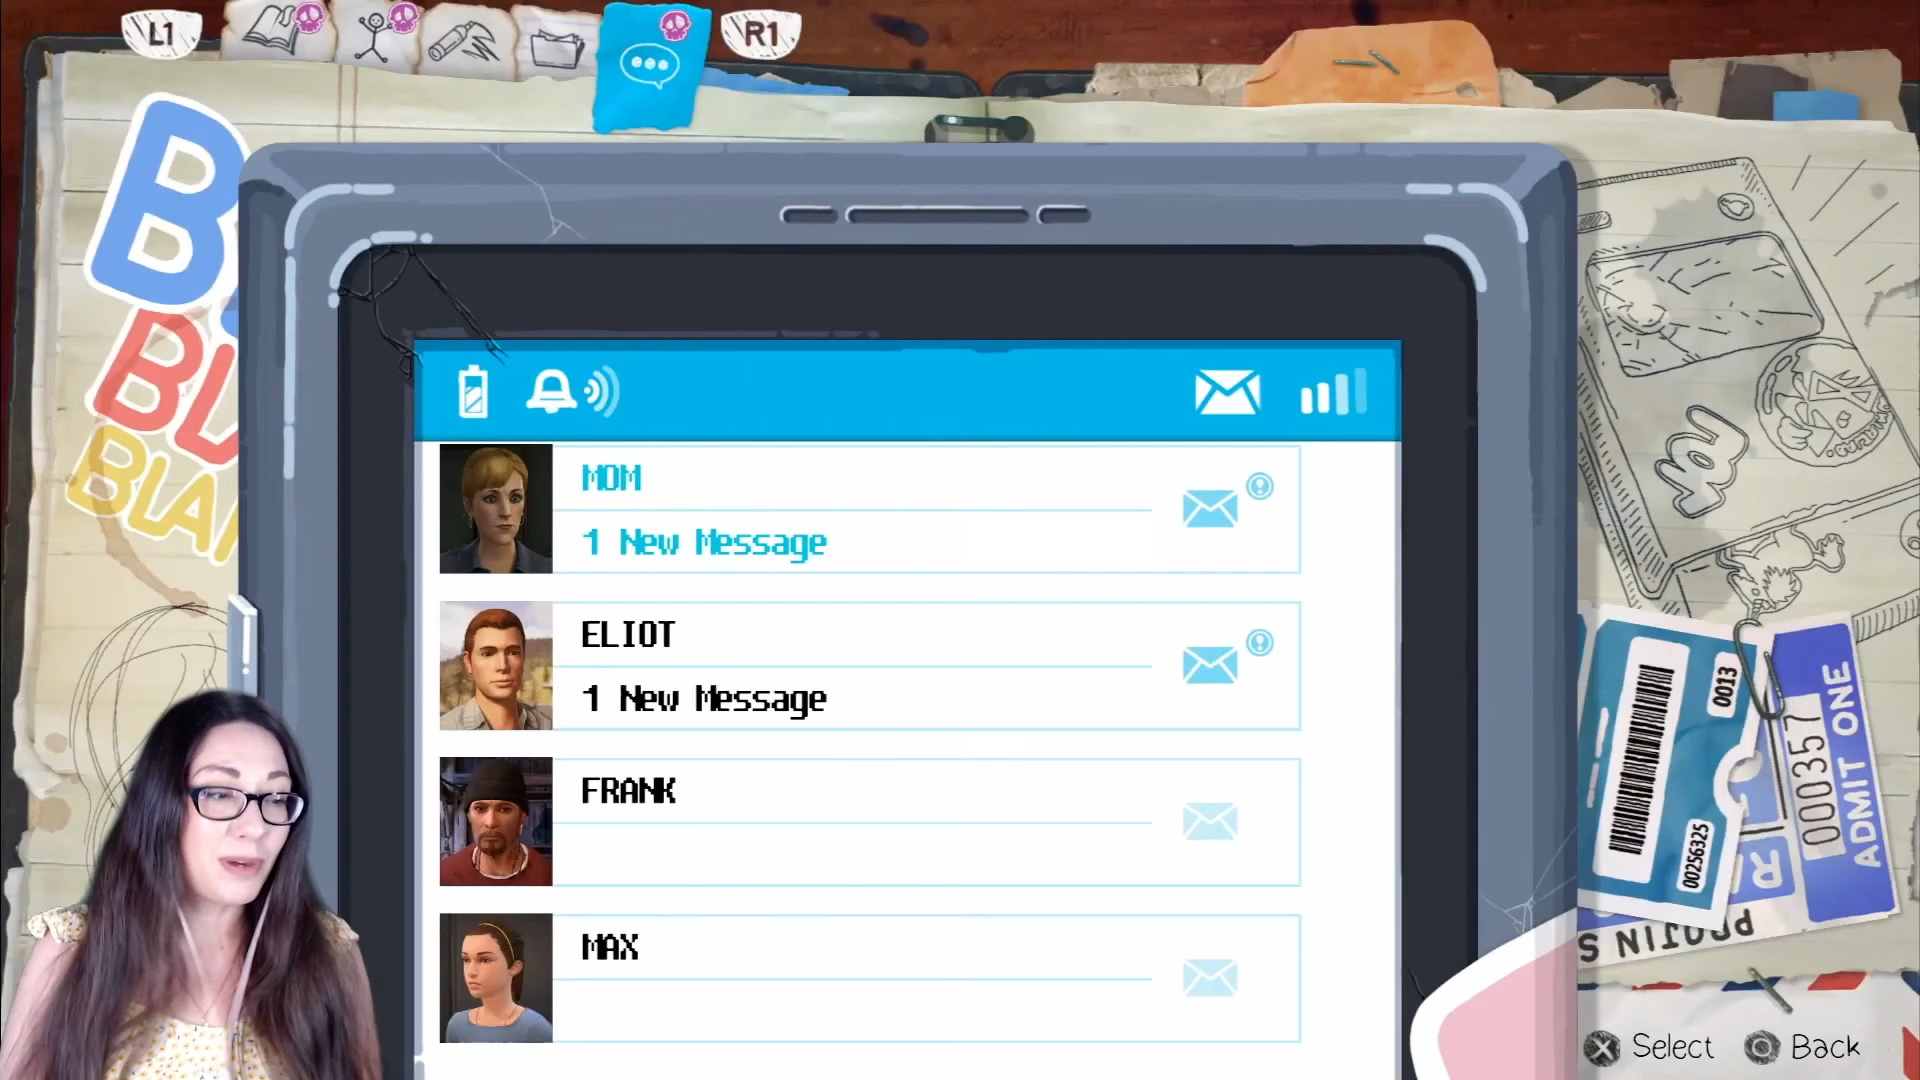 L1
R1
MOM
1 New Message
ELIOT
1 New Message
FRANK
MAX
0013
00256325
000357
ADMIT ONE
Select
Back